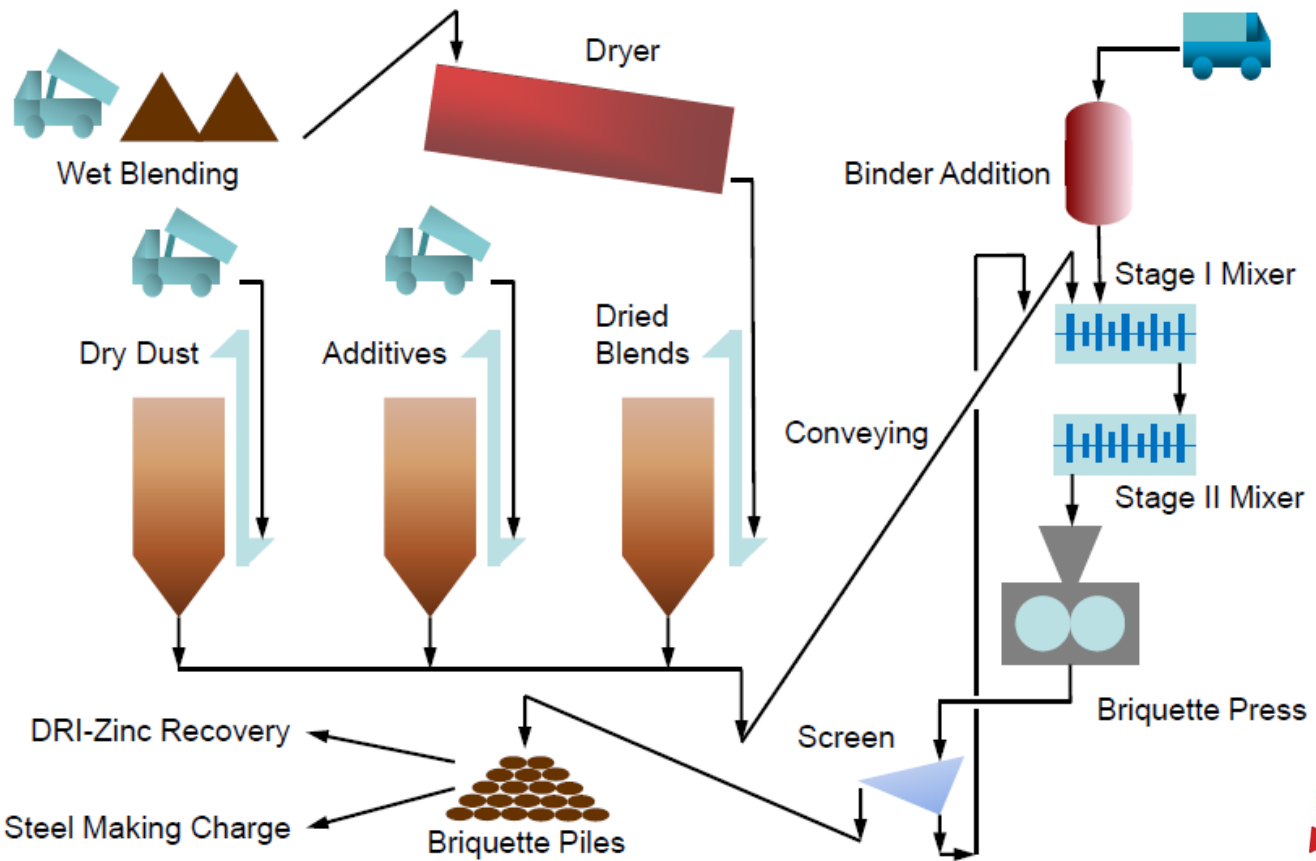 Dryer
Wet Blending
Binder Addition
Stage I Mixer
Dry Dust
Additives
Dried
Blends
Conveying
Stage II Mixer
Briquette Press
DRI-Zinc Recovery
Screen
Steel Making Charge
Briquette Piles